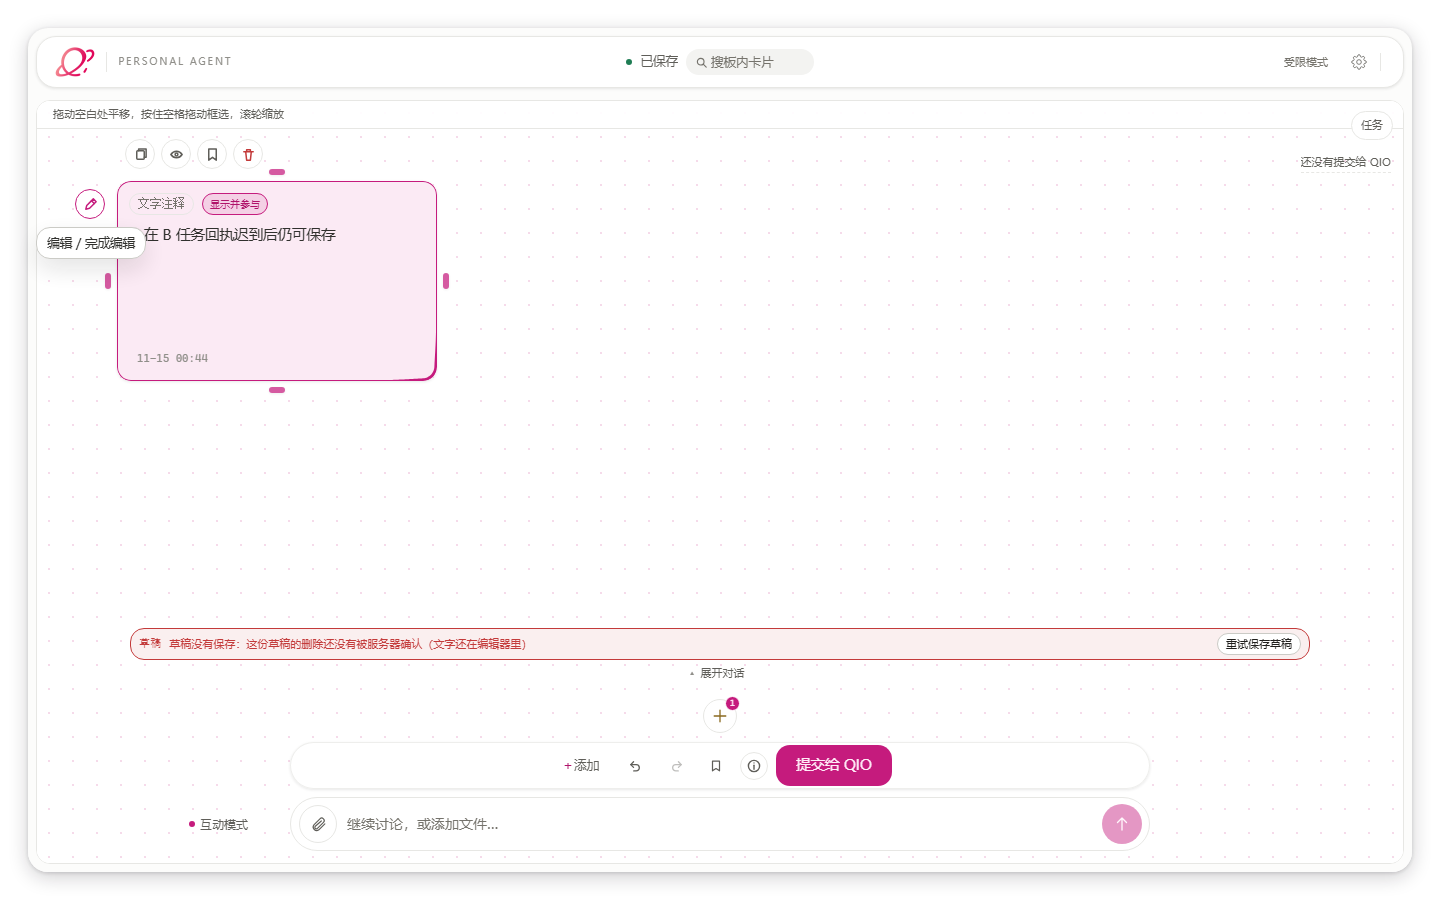 PERSONAL AGENT
已保存
搜板内卡片
受限模式
拖动空白处平移，按住空格拖动框选，滚轮缩放
任务
还没有提交给 QIO
文字注释
显示并参与
在 B 任务回执迟到后仍可保存
编辑 / 完成编辑
11-15 00:44
草稿
草稿没有保存：这份草稿的删除还没有被服务器确认（文字还在编辑器里）
重试保存草稿
展开对话
1
+添加
提交给 QIO
互动模式
继续讨论，或添加文件...